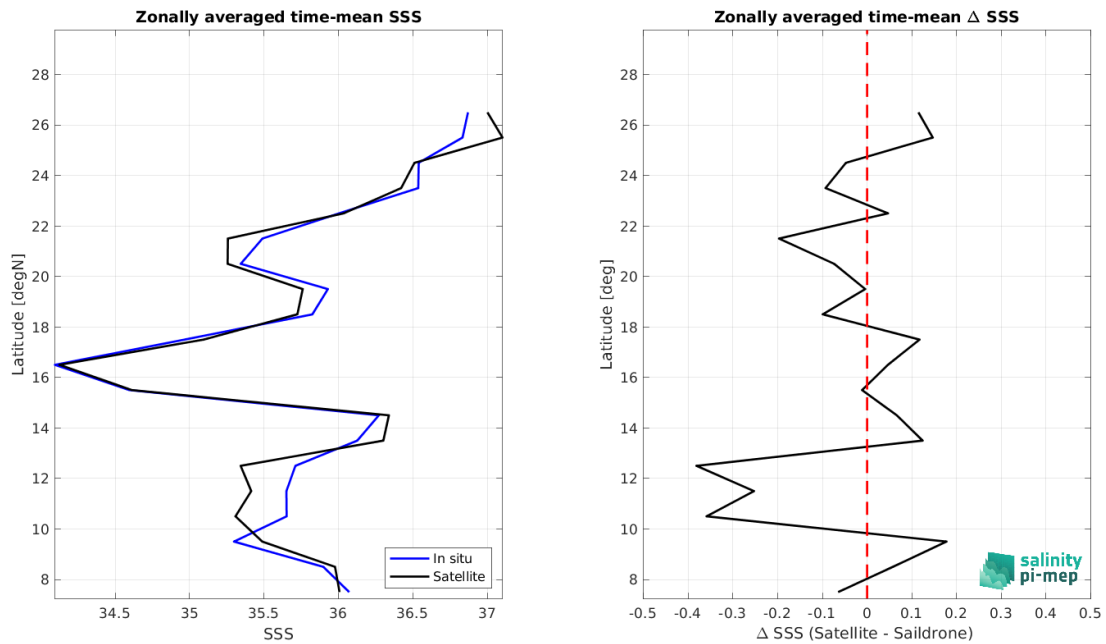 Zonally averaged time-mean SSS
28
26
24
22
20
18
16
14
12
10
8
Latitude [degN]
34.5 35 35.5 36 36.5 37
SSS
In situ
Satellite
Zonally averaged time-mean Δ SSS
28
26
24
22
20
18
16
14
12
10
8
Latitude [deg]
-0.5 -0.4 -0.3 -0.2 -0.1 0 0.1 0.2 0.3 0.4 0.5
Δ SSS (Satellite - Saildrone)
salinity
pi-mep